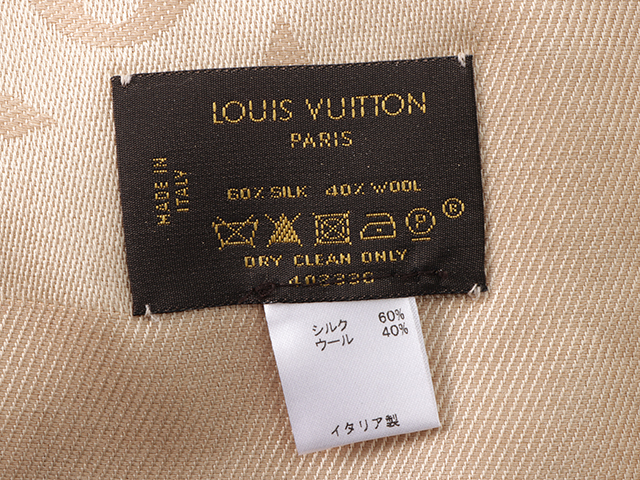 LOUIS VUITTON
PARIS
MADE IN
ITALY
60% SILK 40% WOOL
P ®
DRY CLEAN ONLY
シルク 60%
ウール 40%
イタリア製